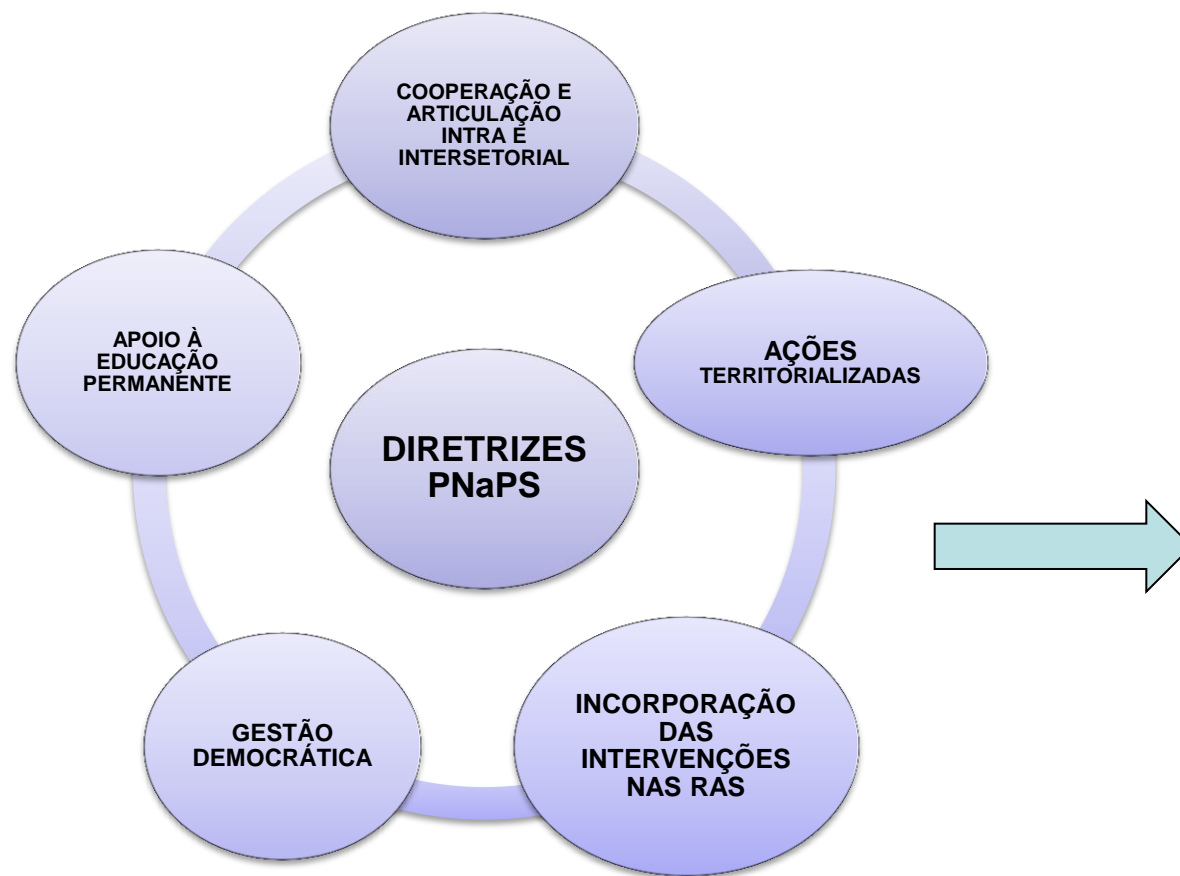 COOPERAÇÃO E
ARTICULAÇÃO
INTRA E
INTERSETORIAL
AÇÕES
TERRITORIALIZADAS
INCORPORAÇÃO
DAS
INTERVENÇÕES
NAS RAS
GESTÃO
DEMOCRÁTICA
APOIO À
EDUCAÇÃO
PERMANENTE
DIRETRIZES
PNaPS